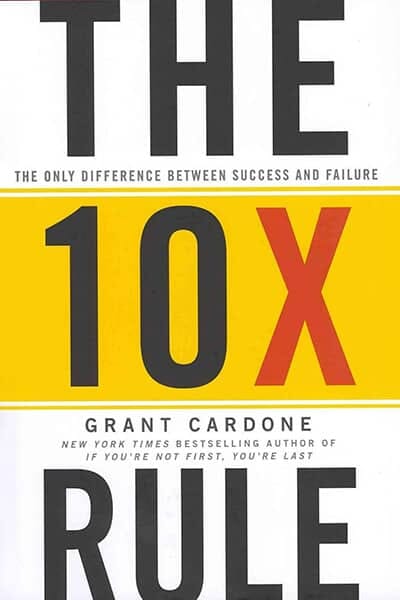 THE
THE ONLY DIFFERENCE BETWEEN SUCCESS AND FAILURE
10X
GRANT CARDONE
NEW YORK TIMES BESTSELLING AUTHOR OF
IF YOU'RE NOT FIRST, YOU'RE LAST
RULE